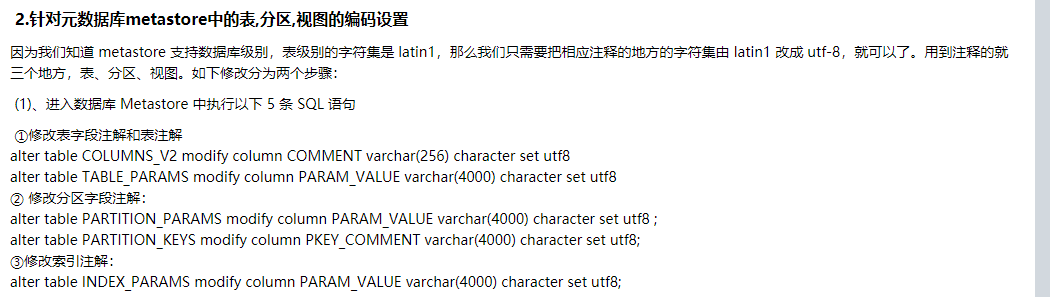 2.针对元数据库metastore中的表,分区,视图的编码设置
因为我们知道 metastore 支持数据库级别，表级别的字符集是 latin1，那么我们只需要把相应注释的地方的字符集由 latin1 改成 utf-8，就可以了。用到注释的就
三个地方，表、分区、视图。如下修改分为两个步骤：
(1)、进入数据库 Metastore 中执行以下 5 条 SQL 语句
①修改表字段注解和表注解
alter table COLUMNS_V2 modify column COMMENT varchar(256) character set utf8
alter table TABLE_PARAMS modify column PARAM_VALUE varchar(4000) character set utf8
② 修改分区字段注解：
alter table PARTITION_PARAMS modify column PARAM_VALUE varchar(4000) character set utf8 ;
alter table PARTITION_KEYS modify column PKEY_COMMENT varchar(4000) character set utf8;
③修改索引注解：
alter table INDEX_PARAMS modify column PARAM_VALUE varchar(4000) character set utf8;